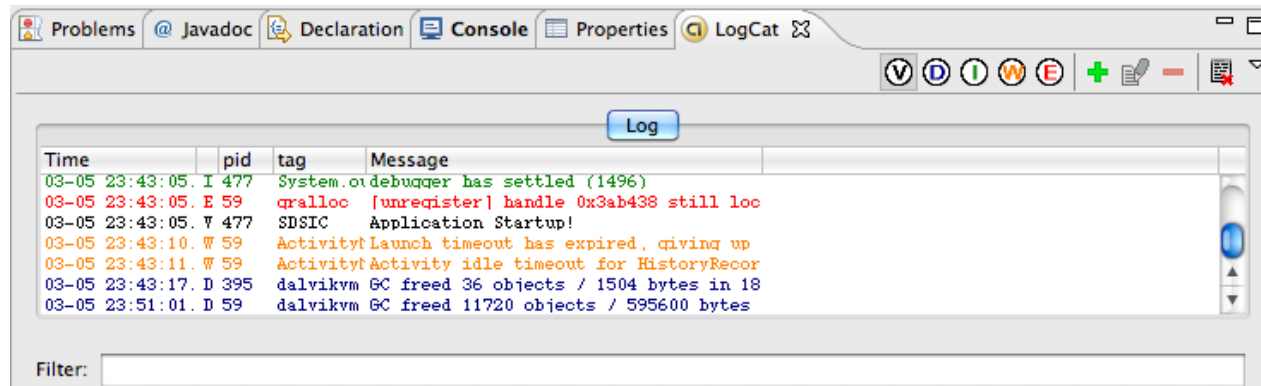 Problems @ Javadoc Declaration Console Properties LogCat
V D I W E
Log
Time pid tag Message
03-05 23:43:05. I 477 System.ou debugger has settled (1496)
03-05 23:43:05. E 59 gralloc [unregister] handle 0x3ab438 still loc
03-05 23:43:05. V 477 SDSIC Application Startup!
03-05 23:43:10. W 59 ActivityM Launch timeout has expired, giving up
03-05 23:43:11. W 59 ActivityM Activity idle timeout for HistoryRecor
03-05 23:43:17. D 395 dalvikvm GC freed 36 objects / 1504 bytes in 18
03-05 23:51:01. D 59 dalvikvm GC freed 11720 objects / 595600 bytes
Filter: